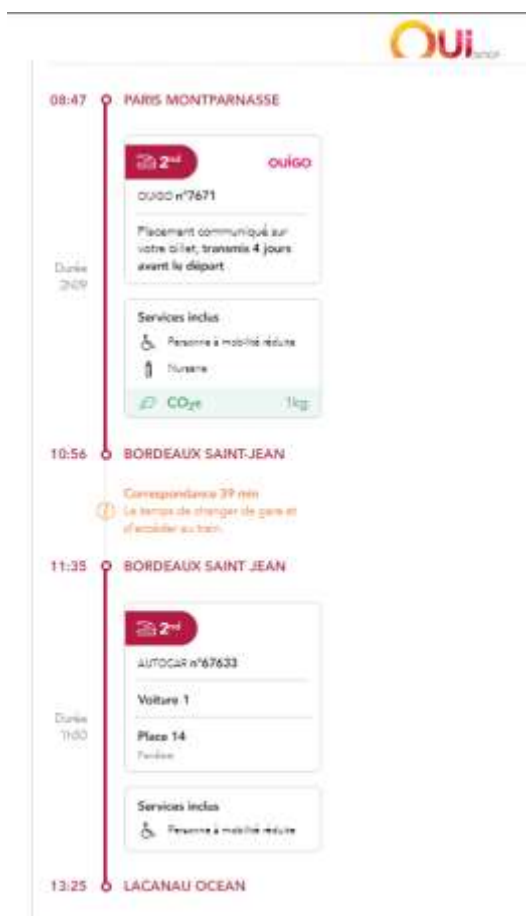 OUi
08:47 PARIS MONTPARNASSE
2nd OUIGO
OUIGO n°7671
Placement communiqué sur
votre billet, transmis 4 jours
avant le départ
Durée
2h09
Services inclus
Personne à mobilité réduite
Nurserie
CO₂e 1kg
10:56 BORDEAUX SAINT-JEAN
Correspondance 39 min
Le temps de changer de gare et
d'accéder au train.
11:35 BORDEAUX SAINT JEAN
2nd
AUTOCAR n°67633
Voiture 1
Durée
Place 14
Fenêtre
Services inclus
Personne à mobilité réduite
13:25 LACANAU OCEAN